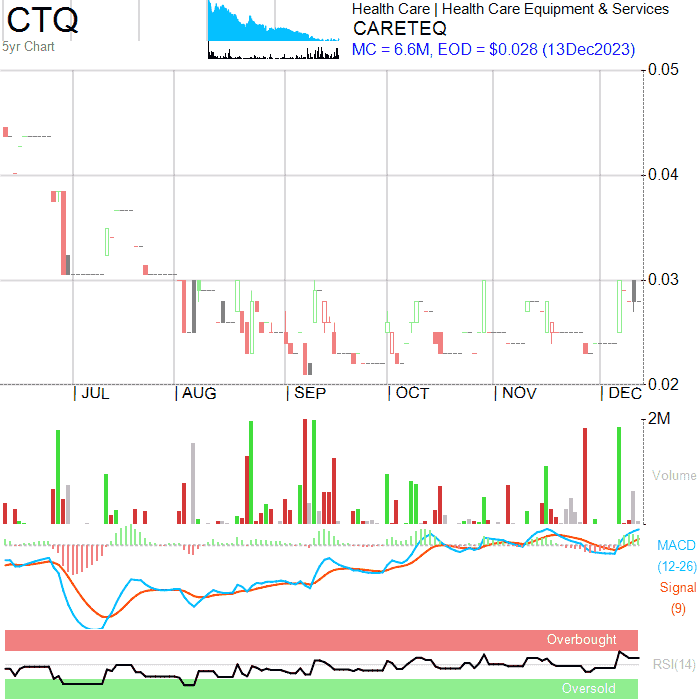 CTQ
5yr Chart
Health Care | Health Care Equipment & Services
CARETEQ
MC = 6.6M, EOD = $0.028 (13Dec2023)
0.05
0.04
0.03
0.02
JUL
AUG
SEP
OCT
NOV
DEC
2M
Volume
MACD
(12-26)
Signal
(9)
Overbought
RSI(14)
Oversold